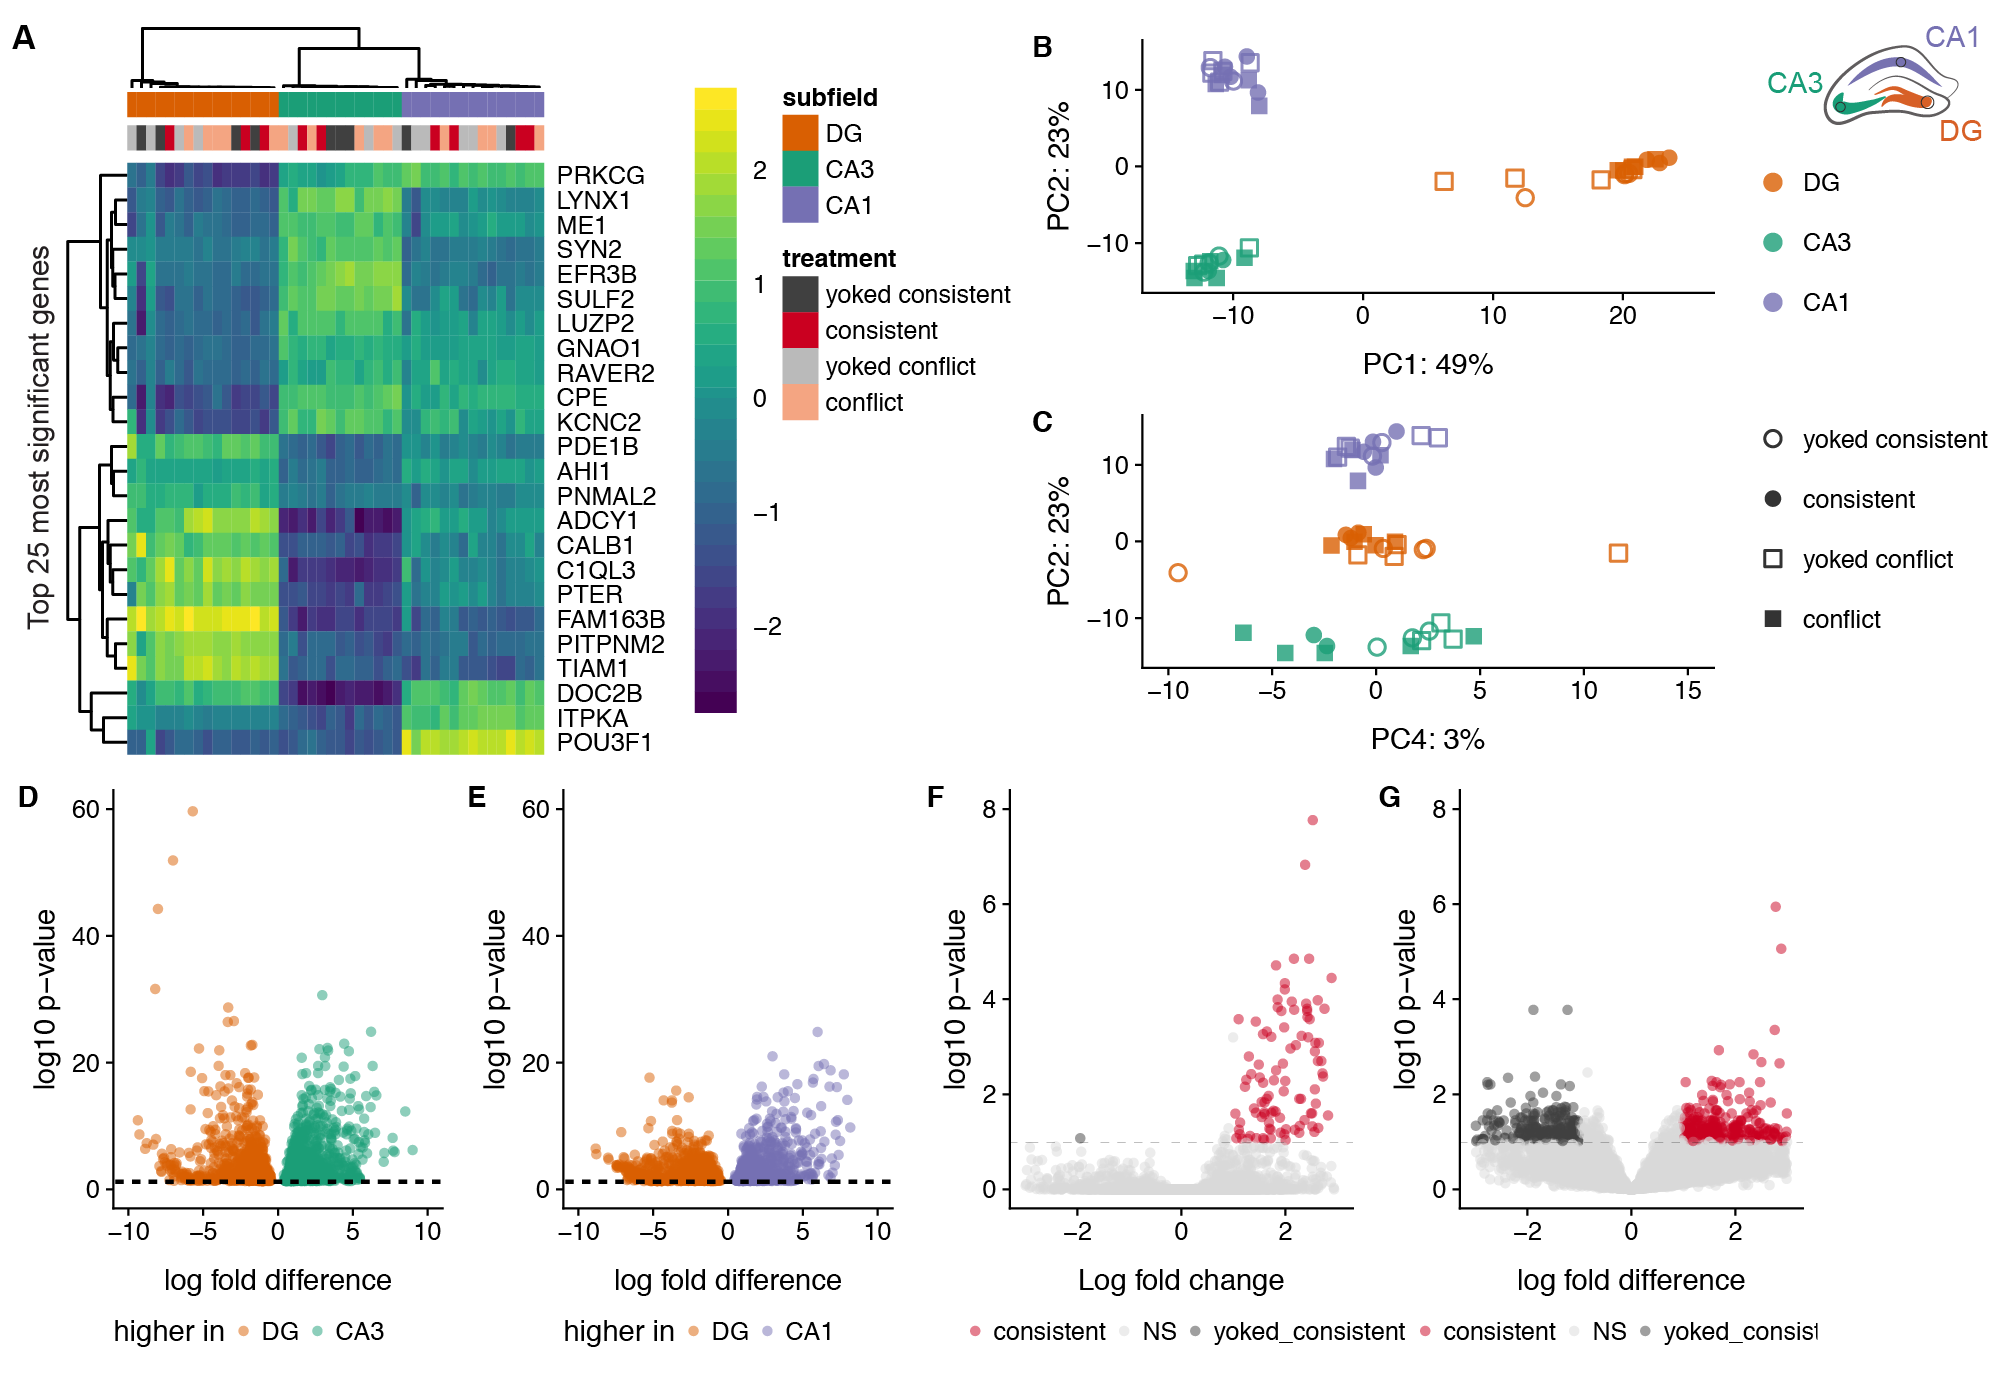 A
Top 25 most significant genes
PRKCG
LYNX1
ME1
SYN2
EFR3B
SULF2
LUZP2
GNAO1
RAVER2
CPE
KCNC2
PDE1B
AHI1
PNMAL2
ADCY1
CALB1
C1QL3
PTER
FAM163B
PITPNM2
TIAM1
DOC2B
ITPKA
POU3F1
2
1
0
−1
−2
subfield
DG
CA3
CA1
treatment
yoked consistent
consistent
yoked conflict
conflict
B
PC2: 23%
10
0
−10
−10 0 10 20
PC1: 49%
CA1
CA3
DG
DG
CA3
CA1
C
PC2: 23%
10
0
−10
−10 −5 0 5 10 15
PC4: 3%
yoked consistent
consistent
yoked conflict
conflict
D
log10 p−value
60
40
20
0
−10 −5 0 5 10
log fold difference
higher in DG CA3
E
log10 p−value
60
40
20
0
−10 −5 0 5 10
log fold difference
higher in DG CA1
F
log10 p−value
8
6
4
2
0
−2 0 2
Log fold change
consistent NS yoked_consistent
G
log10 p−value
8
6
4
2
0
−2 0 2
log fold difference
consistent NS yoked_consist